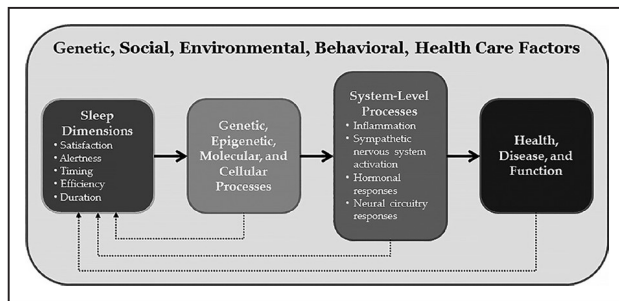 Genetic, Social, Environmental, Behavioral, Health Care Factors
Sleep
Dimensions
• Satisfaction
• Alertness
• Timing
• Efficiency
• Duration
Genetic,
Epigenetic,
Molecular, and
Cellular
Processes
System-Level
Processes
• Inflammation
• Sympathetic
nervous system
activation
• Hormonal
responses
• Neural circuitry
responses
Health,
Disease, and
Function